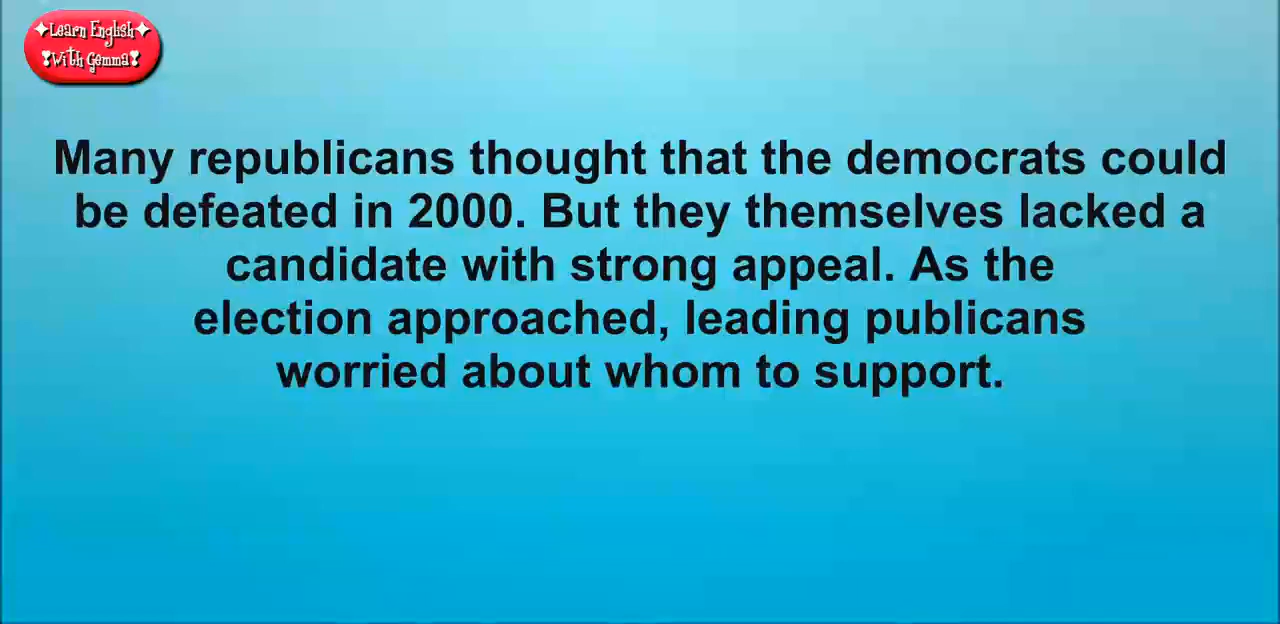 Learn English
With Gemma
Many republicans thought that the democrats could
be defeated in 2000. But they themselves lacked a
candidate with strong appeal. As the
election approached, leading publicans
worried about whom to support.